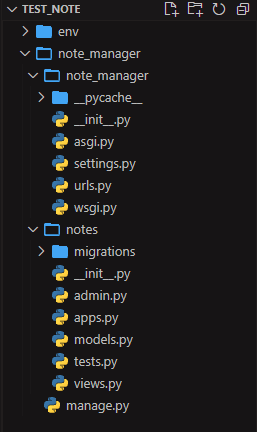 TEST_NOTE
env
note_manager
note_manager
__pycache__
__init__.py
asgi.py
settings.py
urls.py
wsgi.py
notes
migrations
__init__.py
admin.py
apps.py
models.py
tests.py
views.py
manage.py